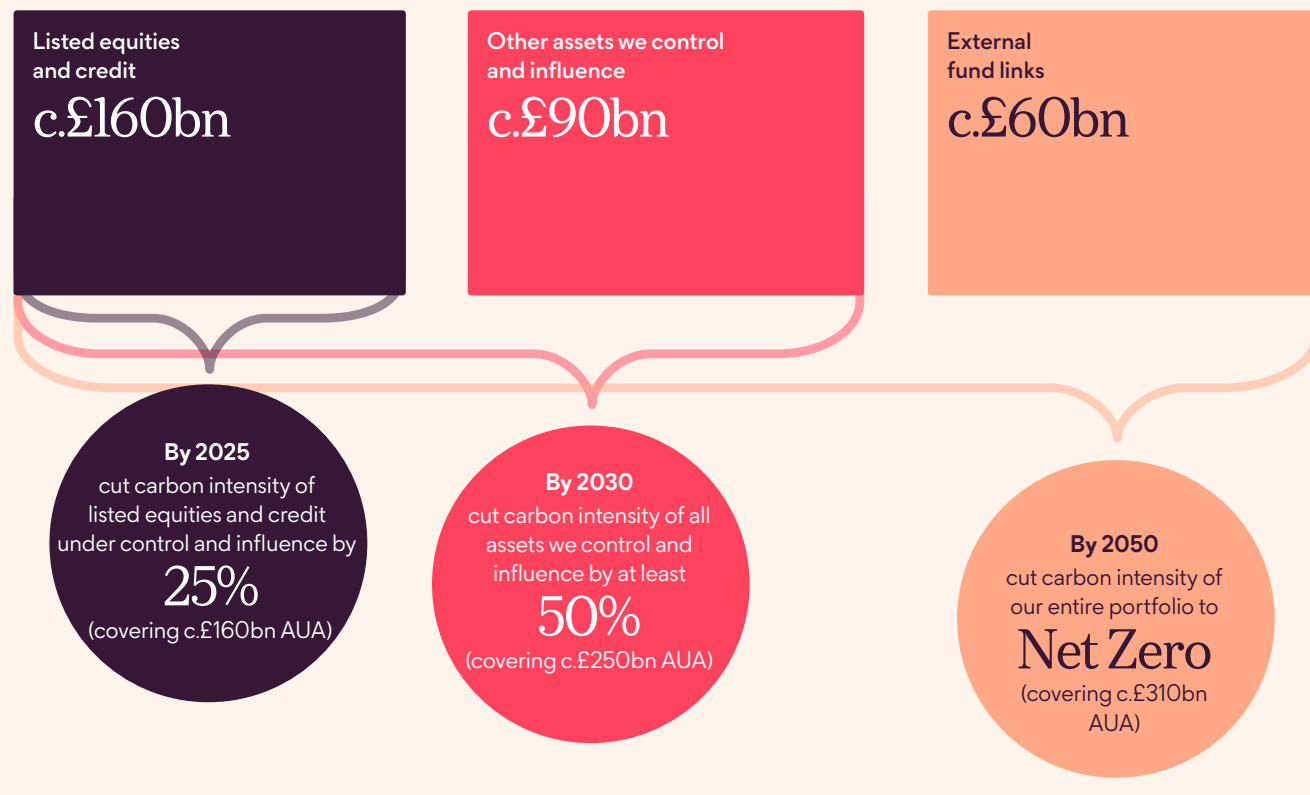 Listed equities
and credit
c.£160bn
Other assets we control
and influence
c.£90bn
External
fund links
c.£60bn
By 2025
cut carbon intensity of
listed equities and credit
under control and influence by
25%
(covering c.£160bn AUA)
By 2030
cut carbon intensity of all
assets we control and
influence by at least
50%
(covering c.£250bn AUA)
By 2050
cut carbon intensity of
our entire portfolio to
Net Zero
(covering c.£310bn
AUA)